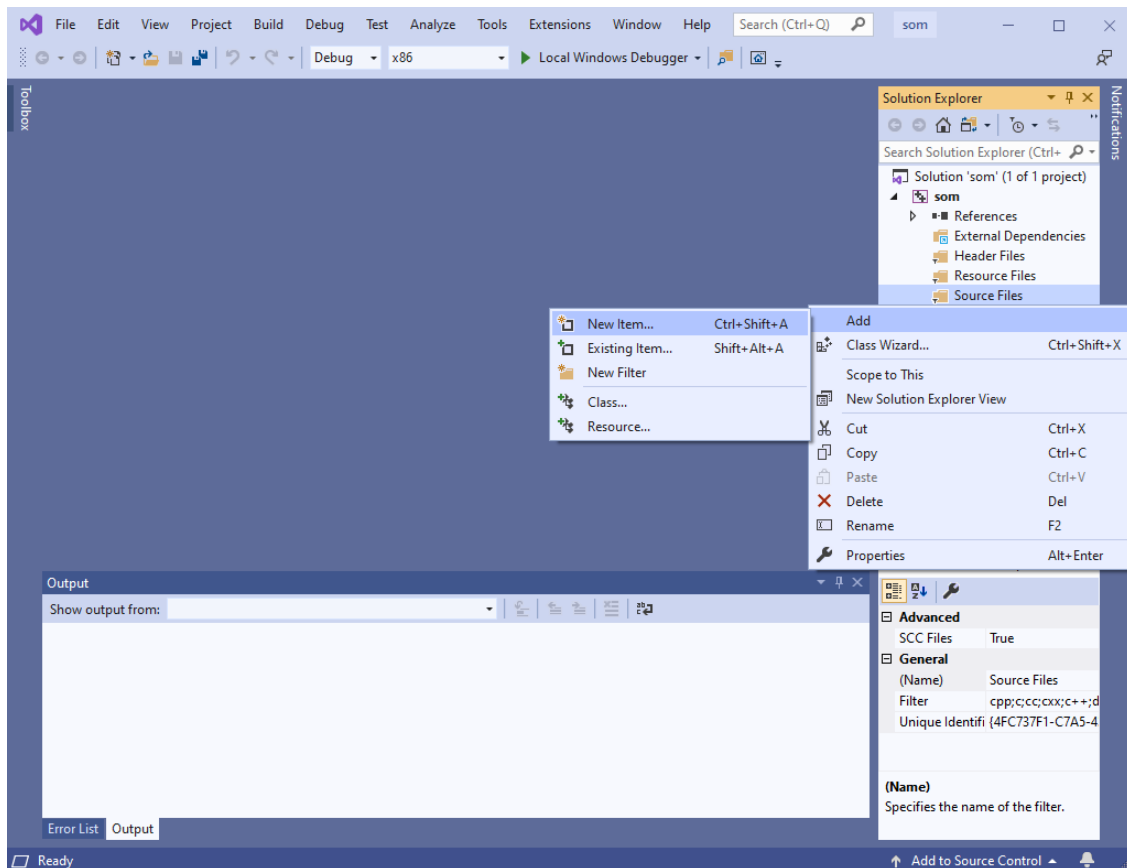 File Edit View Project Build Debug Test Analyze Tools Extensions Window Help Search (Ctrl+Q) som
Debug x86 Local Windows Debugger
Toolbox
Notifications
Solution Explorer
Search Solution Explorer (Ctrl+
Solution 'som' (1 of 1 project)
som
References
External Dependencies
Header Files
Resource Files
Source Files
New Item... Ctrl+Shift+A
Existing Item... Shift+Alt+A
New Filter
Class...
Resource...
Add
Class Wizard... Ctrl+Shift+X
Scope to This
New Solution Explorer View
Cut Ctrl+X
Copy Ctrl+C
Paste Ctrl+V
Delete Del
Rename F2
Properties Alt+Enter
Output
Show output from:
Advanced
SCC Files True
General
(Name) Source Files
Filter cpp;c;cc;cxx;c++;d
Unique Identifi {4FC737F1-C7A5-4
(Name)
Specifies the name of the filter.
Error List Output
Ready Add to Source Control